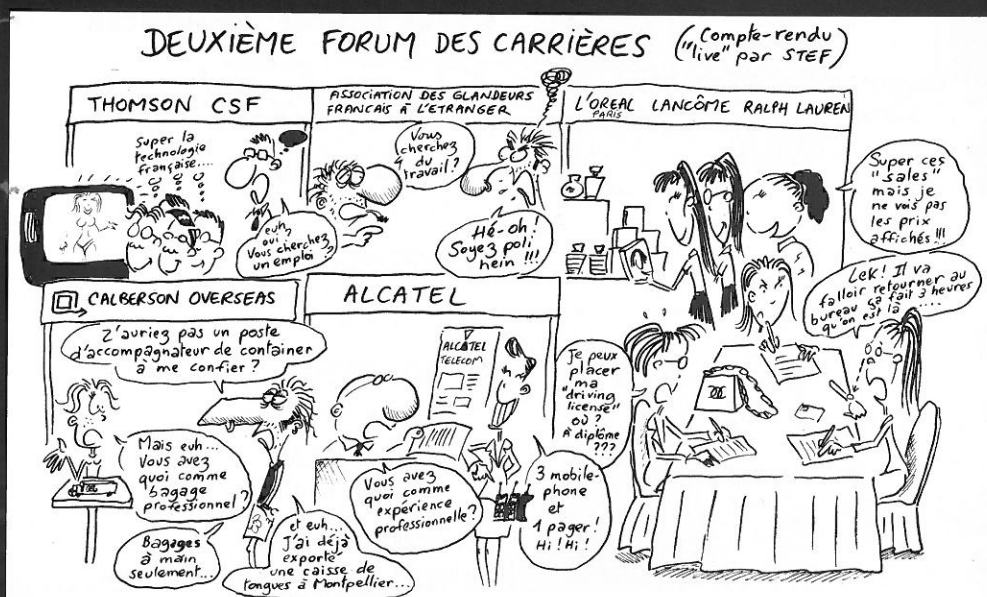 DEUXIÈME FORUM DES CARRIÈRES
(Compte-rendu
"live" par STEF)
THOMSON CSF
Super la
technologie
française....
euh
oui ?
Vous cherchez
un emploi ?
ASSOCIATION DES GLANDEURS
FRANCAIS À L'ETRANGER
Vous
cherchez
du
travail ?
Hé-oh !
Soyez poli
hein !!!
L'OREAL LANCÔME RALPH LAUREN
PARIS
Super ces
"sales"
mais je
ne vois pas
les prix
affichés !!!
Lek ! Il va
falloir retourner au
bureau ça fait 3 heures
qu'on est là .....
CALBERSON OVERSEAS
Z'auriez pas un poste
d'accompagnateur de container
à me confier ?
Mais euh...
Vous avez
quoi comme
bagage
professionnel ?
Bagages
à main
seulement...
et euh...
J'ai déjà
exporté
une caisse de
tongues à Montpellier...
ALCATEL
ALCATEL
TELECOM
Vous avez
quoi comme
expérience
professionnelle ?
3 mobile-
phone
et
1 pager !
Hi ! Hi !
Je peux
placer
ma
"driving
license"
où ?
À diplôme
???